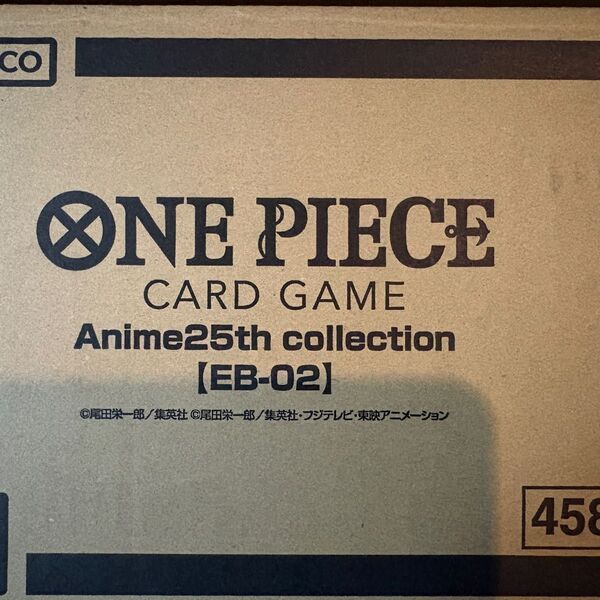 CO
ONE PIECE
CARD GAME
Anime25th collection
【EB-02】
©尾田栄一郎/集英社 ©尾田栄一郎/集英社・フジテレビ・東映アニメーション
458